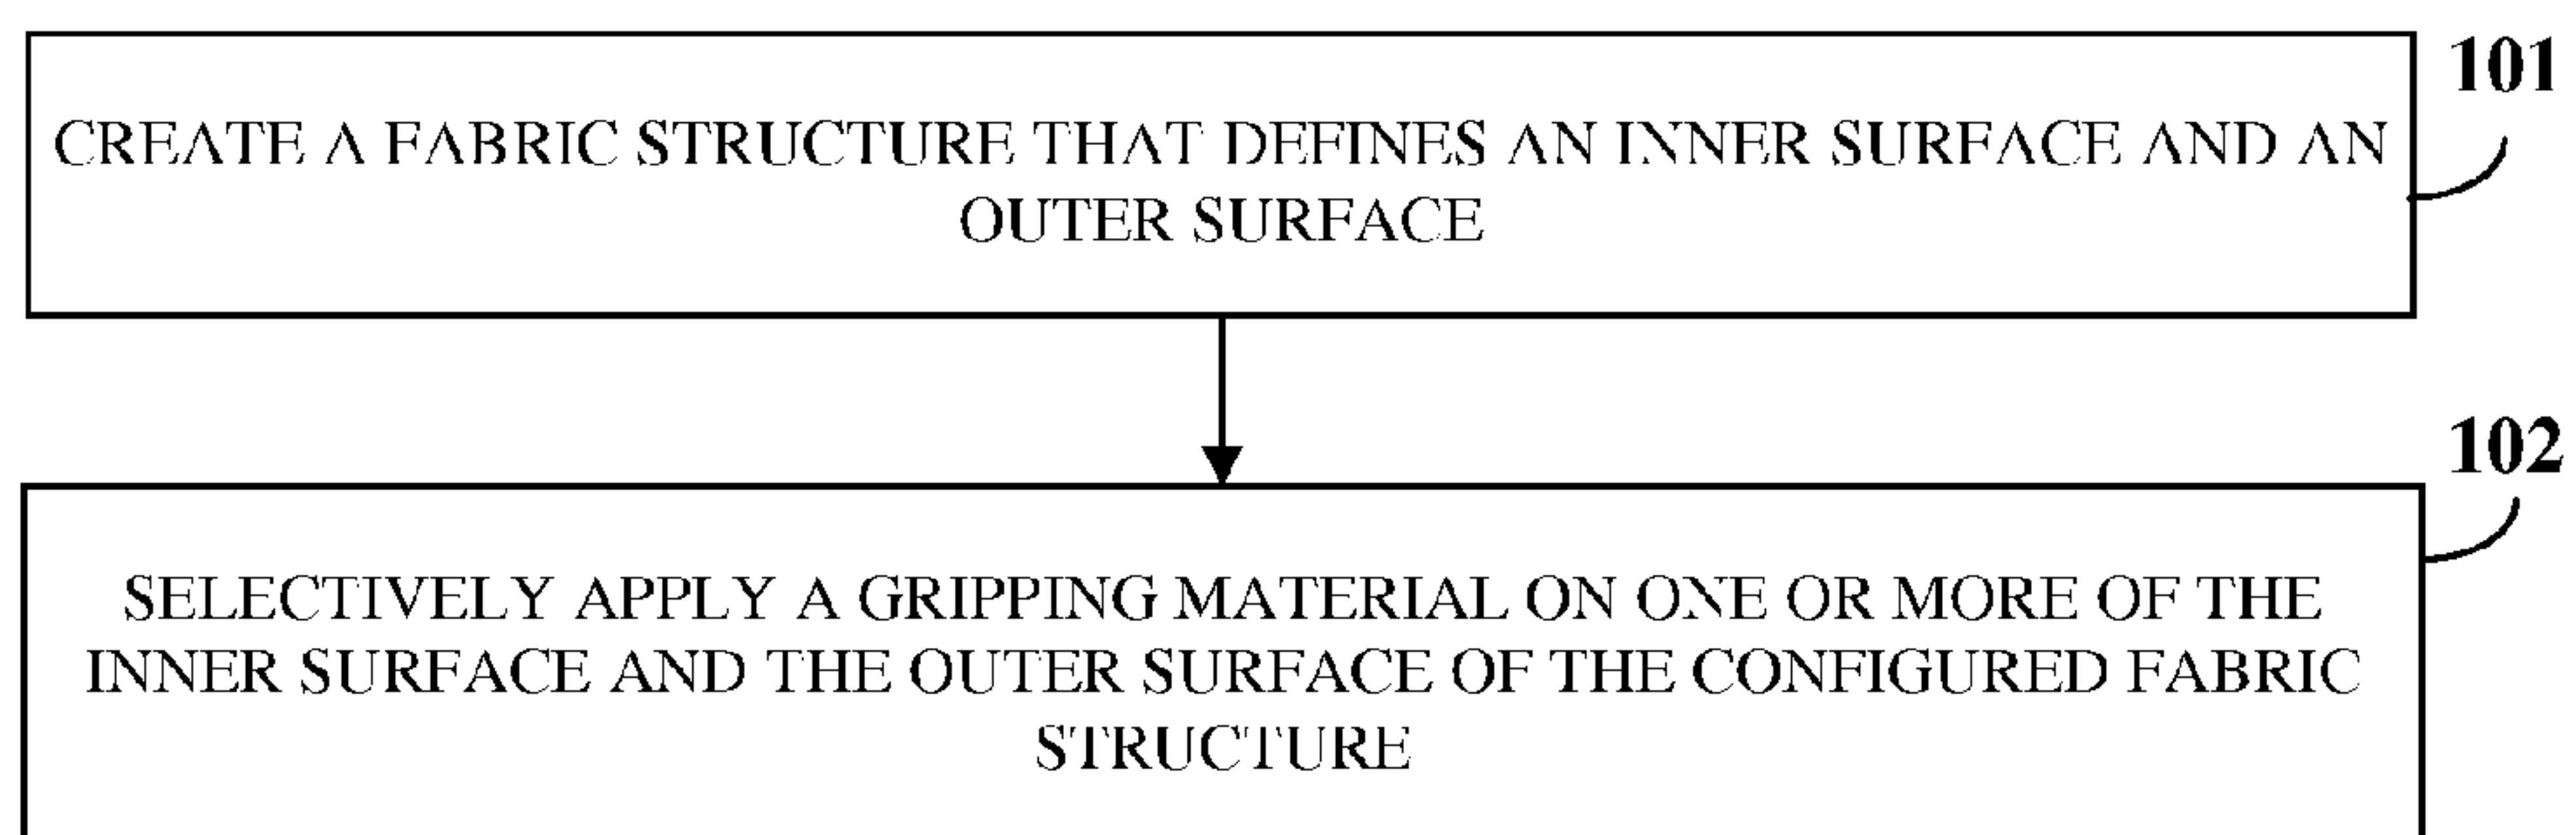 101
CREATE A FABRIC STRUCTURE THAT DEFINES AN INNER SURFACE AND AN
OUTER SURFACE
102
SELECTIVELY APPLY A GRIPPING MATERIAL ON ONE OR MORE OF THE
INNER SURFACE AND THE OUTER SURFACE OF THE CONFIGURED FABRIC
STRUCTURE